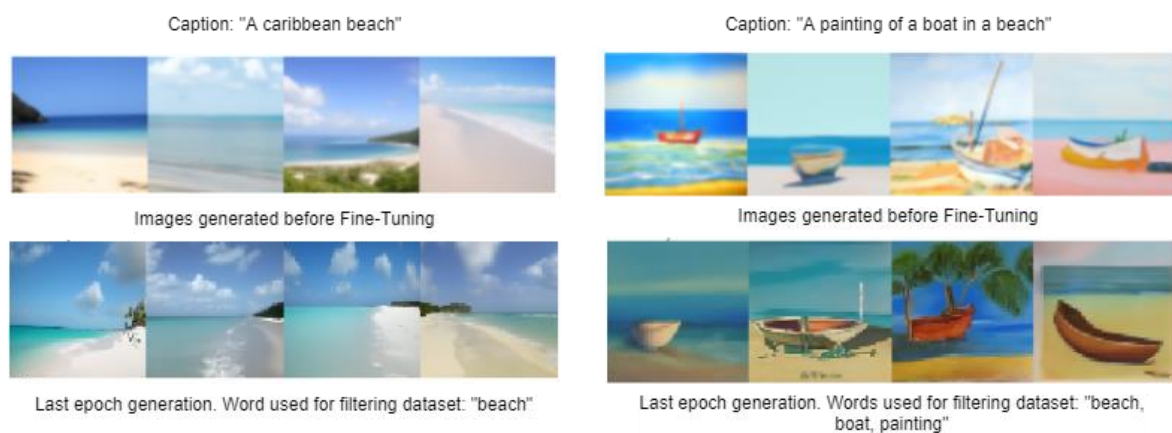 Caption: "A caribbean beach"
Images generated before Fine-Tuning
Last epoch generation. Word used for filtering dataset: "beach"
Caption: "A painting of a boat in a beach"
Images generated before Fine-Tuning
Last epoch generation. Words used for filtering dataset: "beach,
boat, painting"